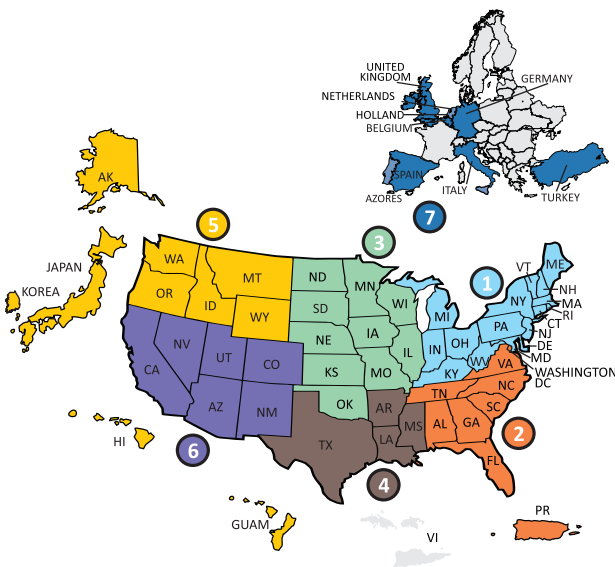 UNITED
KINGDOM
GERMANY
NETHERLANDS
HOLLAND
BELGIUM
SPAIN
AZORES
ITALY
TURKEY
7
AK
5
3
JAPAN
KOREA
WA
MT
ND
MN
VT
ME
OR
ID
WY
SD
WI
MI
1
NY
NH
MA
RI
CT
NJ
DE
MD
WASHINGTON
DC
PA
NV
UT
CO
NE
IA
IL
IN
OH
WV
VA
CA
KS
MO
KY
AZ
NM
OK
AR
TN
NC
SC
TX
LA
MS
AL
GA
FL
2
HI
6
4
GUAM
VI
PR